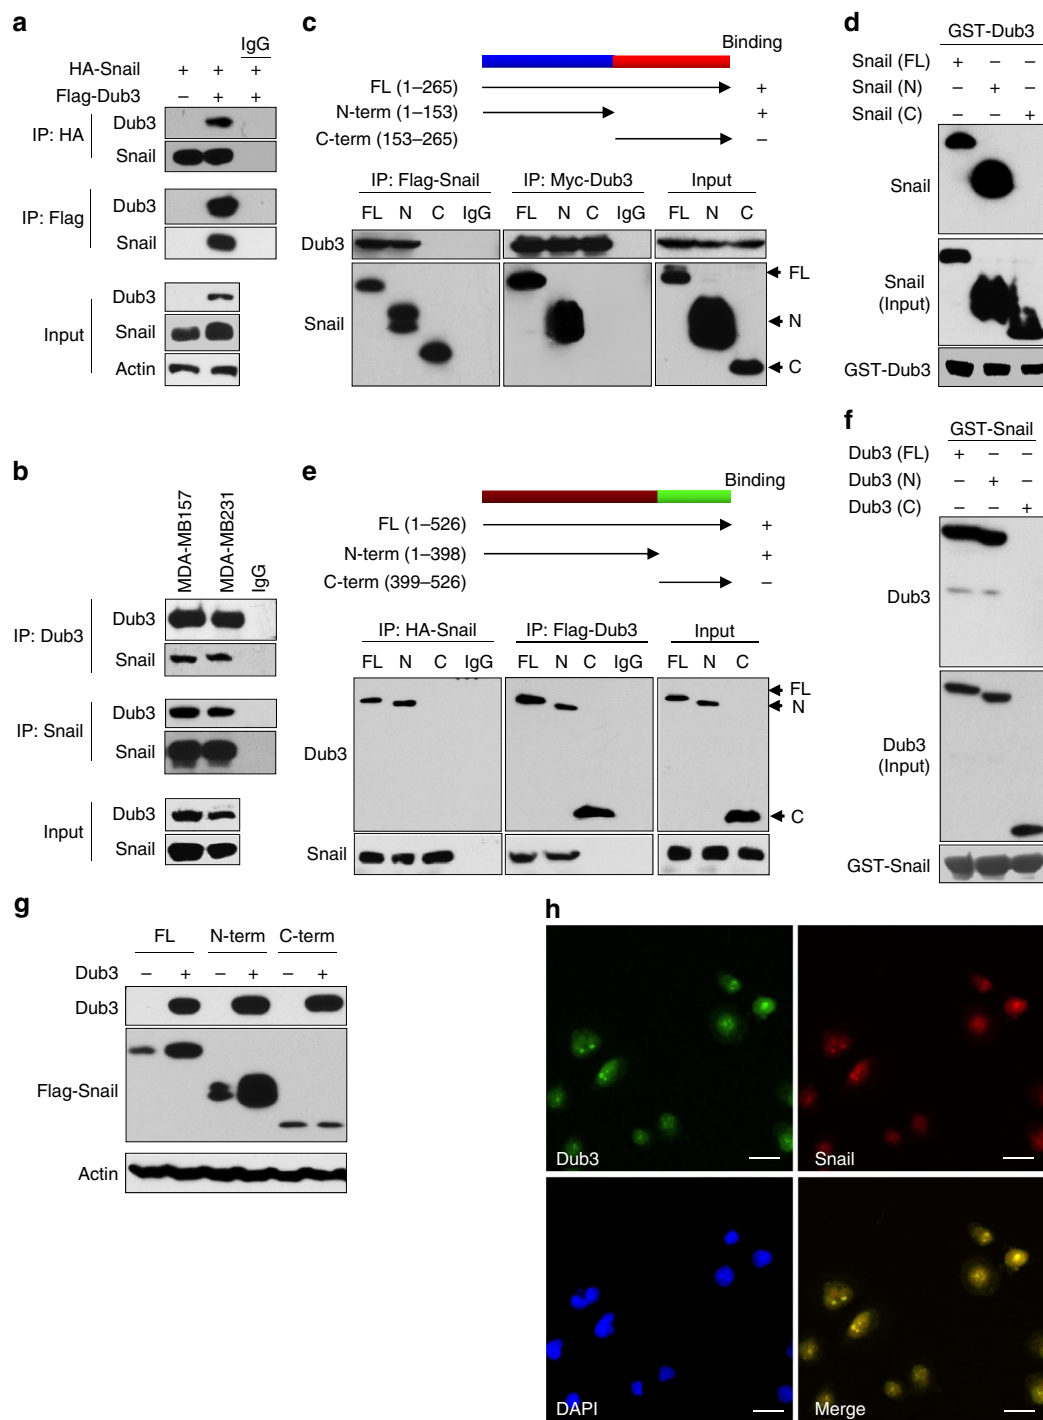 a
IgG
HA-Snail + + +
Flag-Dub3 – + +
IP: HA
Dub3
Snail
IP: Flag
Dub3
Snail
Input
Dub3
Snail
Actin
b
MDA-MB157
MDA-MB231
IgG
IP: Dub3
Dub3
Snail
IP: Snail
Dub3
Snail
Input
Dub3
Snail
c
Binding
FL (1–265) +
N-term (1–153) +
C-term (153–265) –
IP: Flag-Snail IP: Myc-Dub3 Input
FL N C IgG FL N C IgG FL N C
Dub3
Snail
FL
N
C
d
GST-Dub3
Snail (FL) + – –
Snail (N) – + –
Snail (C) – – +
Snail
Snail
(Input)
GST-Dub3
e
Binding
FL (1–526) +
N-term (1–398) +
C-term (399–526) –
IP: HA-Snail IP: Flag-Dub3 Input
FL N C IgG FL N C IgG FL N C
Dub3
FL
N
C
Snail
f
GST-Snail
Dub3 (FL) + – –
Dub3 (N) – + –
Dub3 (C) – – +
Dub3
Dub3
(Input)
GST-Snail
g
FL N-term C-term
Dub3 – + – + – +
Dub3
Flag-Snail
Actin
h
Dub3
Snail
DAPI
Merge